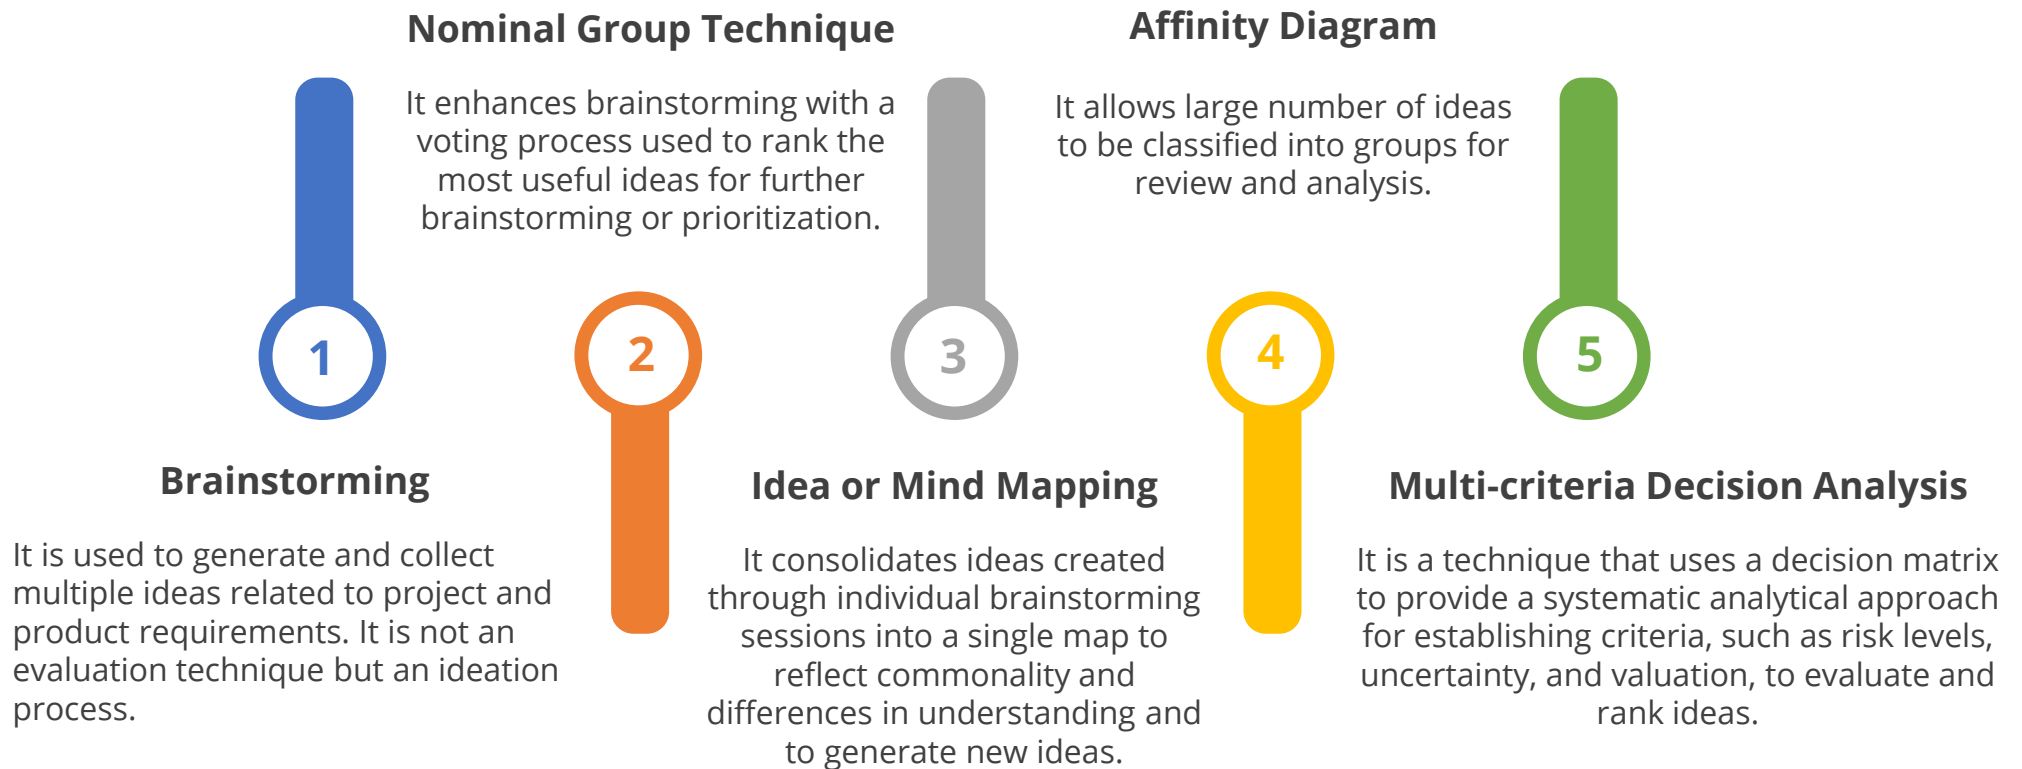 Nominal Group Technique
It enhances brainstorming with a
voting process used to rank the
most useful ideas for further
brainstorming or prioritization.
Affinity Diagram
It allows large number of ideas
to be classified into groups for
review and analysis.
1
2
3
4
5
Brainstorming
It is used to generate and collect
multiple ideas related to project and
product requirements. It is not an
evaluation technique but an ideation
process.
Idea or Mind Mapping
It consolidates ideas created
through individual brainstorming
sessions into a single map to
reflect commonality and
differences in understanding and
to generate new ideas.
Multi-criteria Decision Analysis
It is a technique that uses a decision matrix
to provide a systematic analytical approach
for establishing criteria, such as risk levels,
uncertainty, and valuation, to evaluate and
rank ideas.